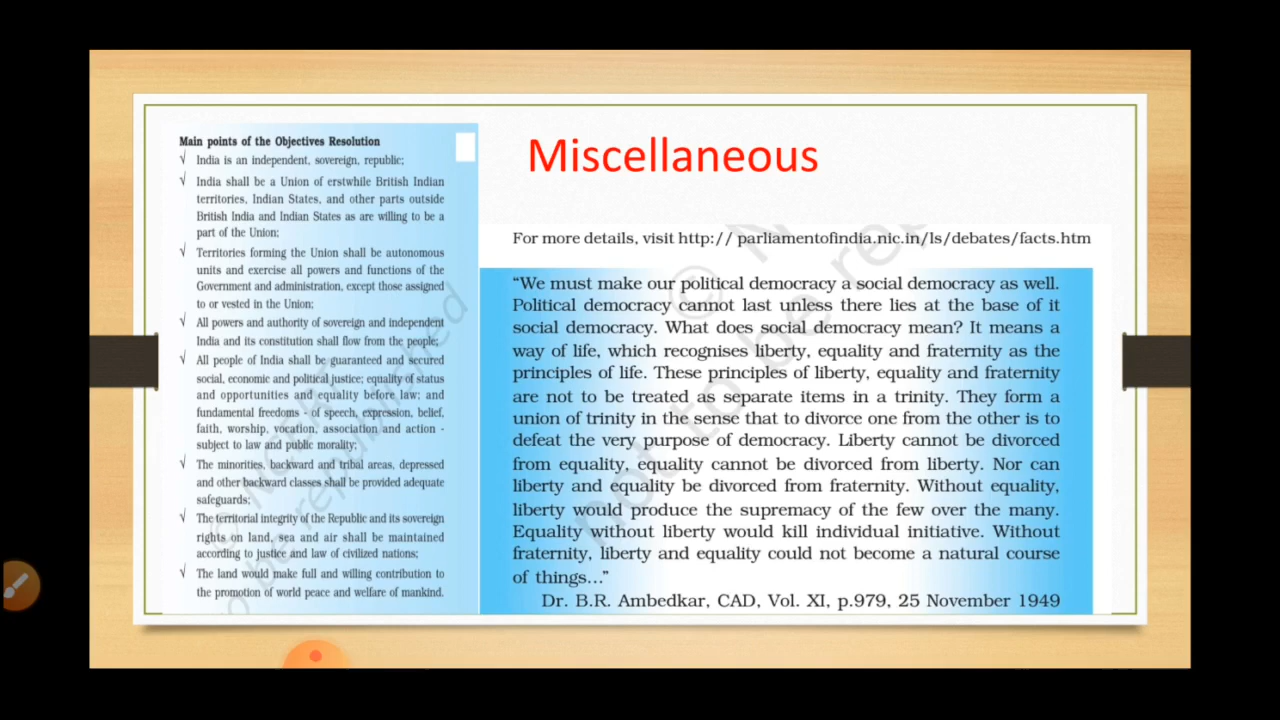 Main points of the Objectives Resolution
√ India is an independent, sovereign, republic;
√ India shall be a Union of erstwhile British Indian
territories, Indian States, and other parts outside
British India and Indian States as are willing to be a
part of the Union;
√ Territories forming the Union shall be autonomous
units and exercise all powers and functions of the
Government and administration, except those assigned
to or vested in the Union;
√ All powers and authority of sovereign and independent
India and its constitution shall flow from the people;
√ All people of India shall be guaranteed and secured
social, economic and political justice; equality of status
and opportunities and equality before law; and
fundamental freedoms - of speech, expression, belief,
faith, worship, vocation, association and action -
subject to law and public morality;
√ The minorities, backward and tribal areas, depressed
and other backward classes shall be provided adequate
safeguards;
√ The territorial integrity of the Republic and its sovereign
rights on land, sea and air shall be maintained
according to justice and law of civilized nations;
√ The land would make full and willing contribution to
the promotion of world peace and welfare of mankind.
Miscellaneous
For more details, visit http:// parliamentofindia.nic.in/ls/debates/facts.htm
“We must make our political democracy a social democracy as well.
Political democracy cannot last unless there lies at the base of it
social democracy. What does social democracy mean? It means a
way of life, which recognises liberty, equality and fraternity as the
principles of life. These principles of liberty, equality and fraternity
are not to be treated as separate items in a trinity. They form a
union of trinity in the sense that to divorce one from the other is to
defeat the very purpose of democracy. Liberty cannot be divorced
from equality, equality cannot be divorced from liberty. Nor can
liberty and equality be divorced from fraternity. Without equality,
liberty would produce the supremacy of the few over the many.
Equality without liberty would kill individual initiative. Without
fraternity, liberty and equality could not become a natural course
of things...”
Dr. B.R. Ambedkar, CAD, Vol. XI, p.979, 25 November 1949